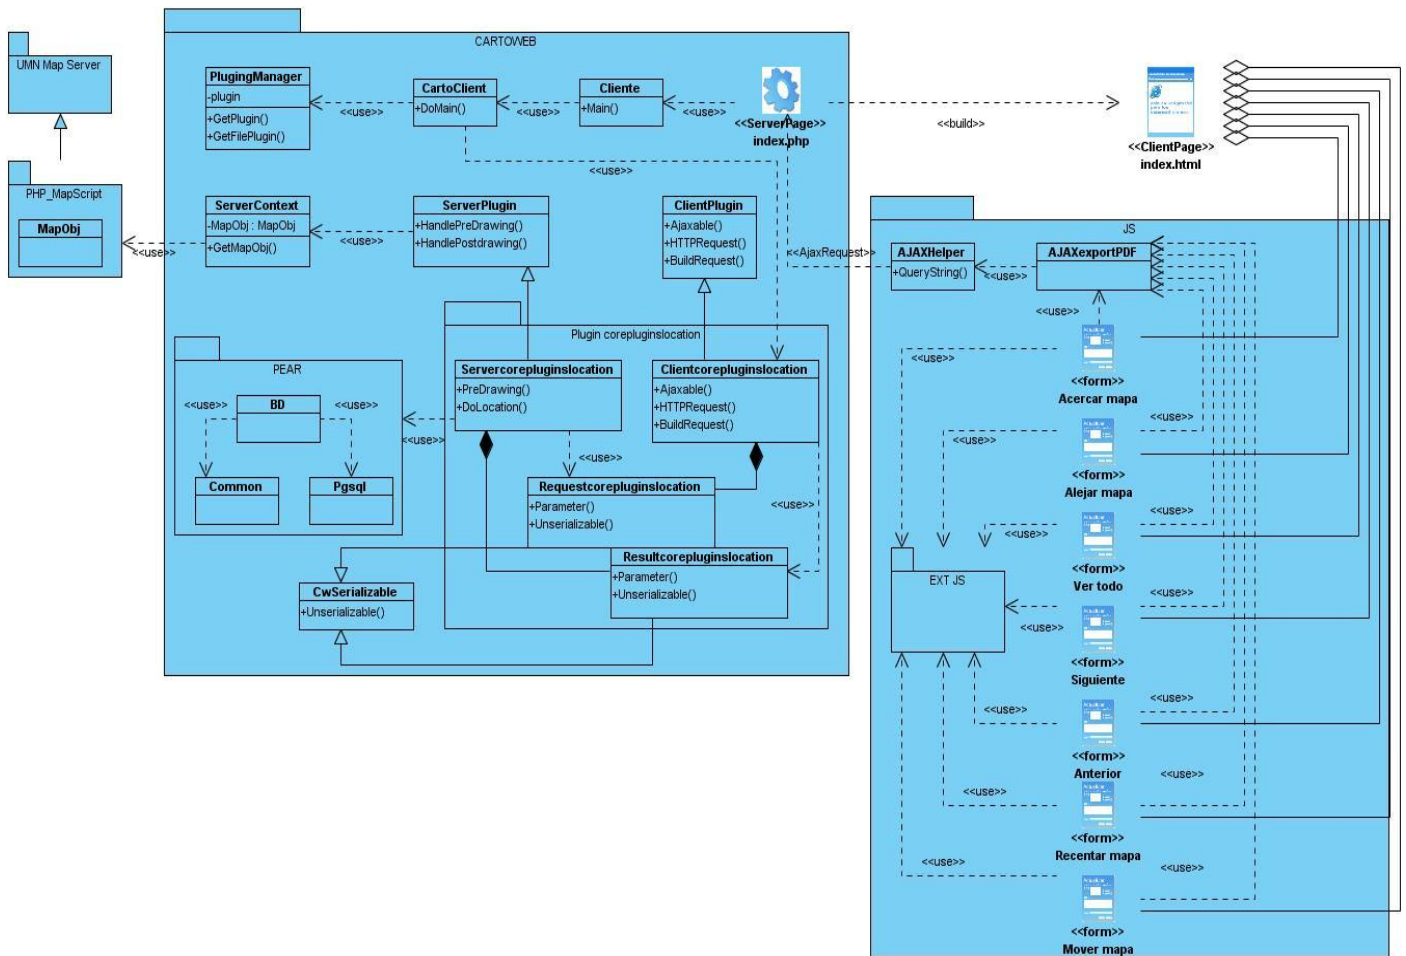 CARTOWEB
UMN Map Server
PHP_MapScript
MapObj
<<use>>
PlugingManager
-plugin
+GetPlugin()
+GetFilePlugin()
<<use>>
CartoClient
+DoMain()
<<use>>
Cliente
+Main()
<<use>>
<<ServerPage>>
index.php
<<build>>
<<ClientPage>>
index.html
<<use>>
ServerContext
-MapObj : MapObj
+GetMapObj()
<<use>>
ServerPlugin
+HandlePreDrawing()
+HandlePostdrawing()
ClientPlugin
+Ajaxable()
+HTTPRequest()
+BuildRequest()
<<AjaxRequest>>
Plugin corepluginslocation
Servercorepluginslocation
+PreDrawing()
+DoLocation()
Clientcorepluginslocation
+Ajaxable()
+HTTPRequest()
+BuildRequest()
PEAR
<<use>>
BD
<<use>>
<<use>>
Common
Pgsql
<<use>>
Requestcorepluginslocation
+Parameter()
+Unserializable()
<<use>>
Resultcorepluginslocation
+Parameter()
+Unserializable()
CwSerializable
+Unserializable()
JS
AJAXHelper
+QueryString()
<<use>>
AJAXexportPDF
<<use>>
<<use>>
<<form>>
Acercar mapa
<<use>>
<<use>>
<<form>>
Alejar mapa
<<use>>
<<use>>
<<form>>
Ver todo
EXT JS
<<use>>
<<use>>
<<form>>
Siguiente
<<use>>
<<use>>
<<form>>
Anterior
<<use>>
<<use>>
<<form>>
Recentar mapa
<<use>>
<<use>>
<<form>>
Mover mapa